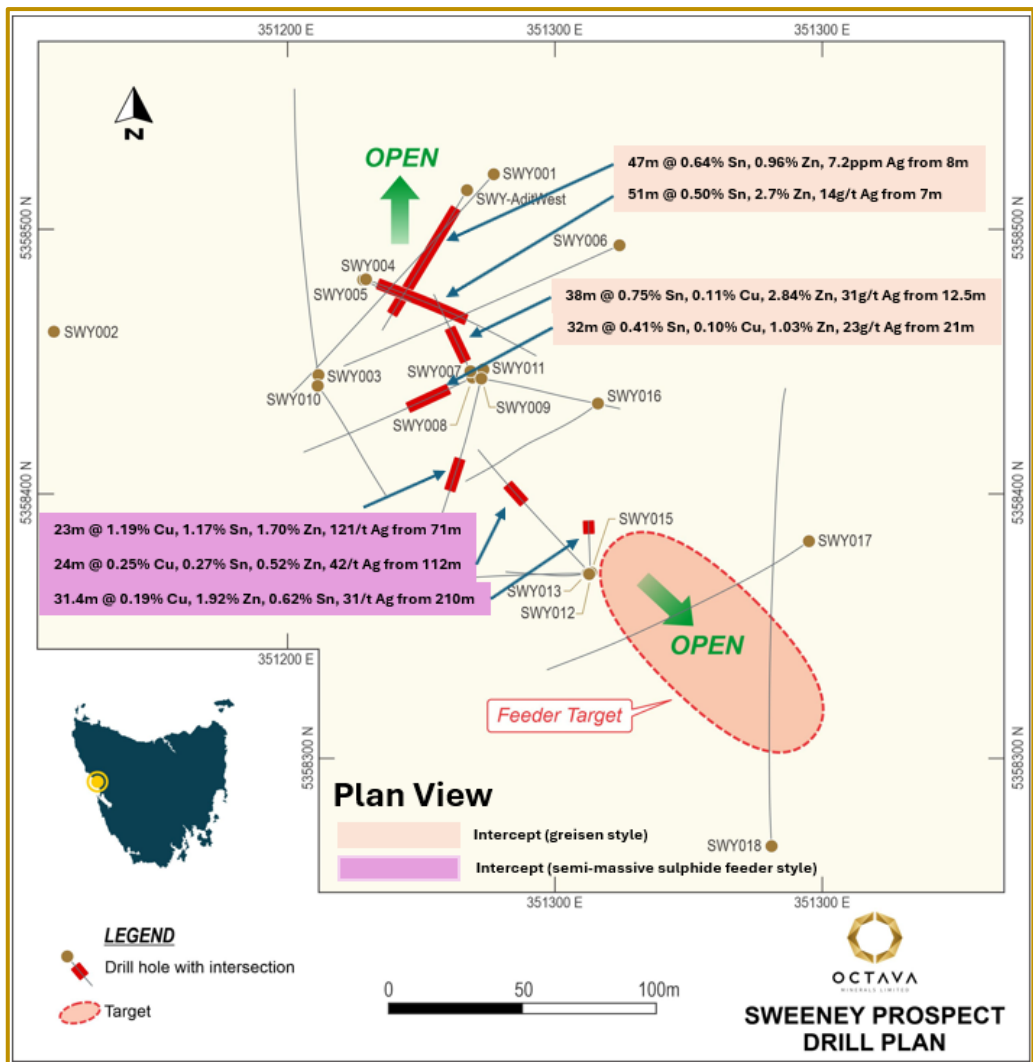 351200 E
351300 E
351300 E
N
OPEN
SWY001
SWY-AditWest
47m @ 0.64% Sn, 0.96% Zn, 7.2ppm Ag from 8m
51m @ 0.50% Sn, 2.7% Zn, 14g/t Ag from 7m
5358500 N
5358500 N
SWY006
SWY004
SWY005
38m @ 0.75% Sn, 0.11% Cu, 2.84% Zn, 31g/t Ag from 12.5m
32m @ 0.41% Sn, 0.10% Cu, 1.03% Zn, 23g/t Ag from 21m
SWY002
SWY003
SWY010
SWY007
SWY011
SWY009
SWY008
SWY016
5358400 N
5358400 N
23m @ 1.19% Cu, 1.17% Sn, 1.70% Zn, 121/t Ag from 71m
24m @ 0.25% Cu, 0.27% Sn, 0.52% Zn, 42/t Ag from 112m
31.4m @ 0.19% Cu, 1.92% Zn, 0.62% Sn, 31/t Ag from 210m
SWY015
SWY017
SWY013
SWY012
OPEN
351200 E
Feeder Target
5358300 N
5358300 N
Plan View
Intercept (greisen style)
Intercept (semi-massive sulphide feeder style)
SWY018
351300 E
351300 E
LEGEND
Drill hole with intersection
Target
0
50
100m
OCTAVA
MINERALS LIMITED
SWEENEY PROSPECT
DRILL PLAN